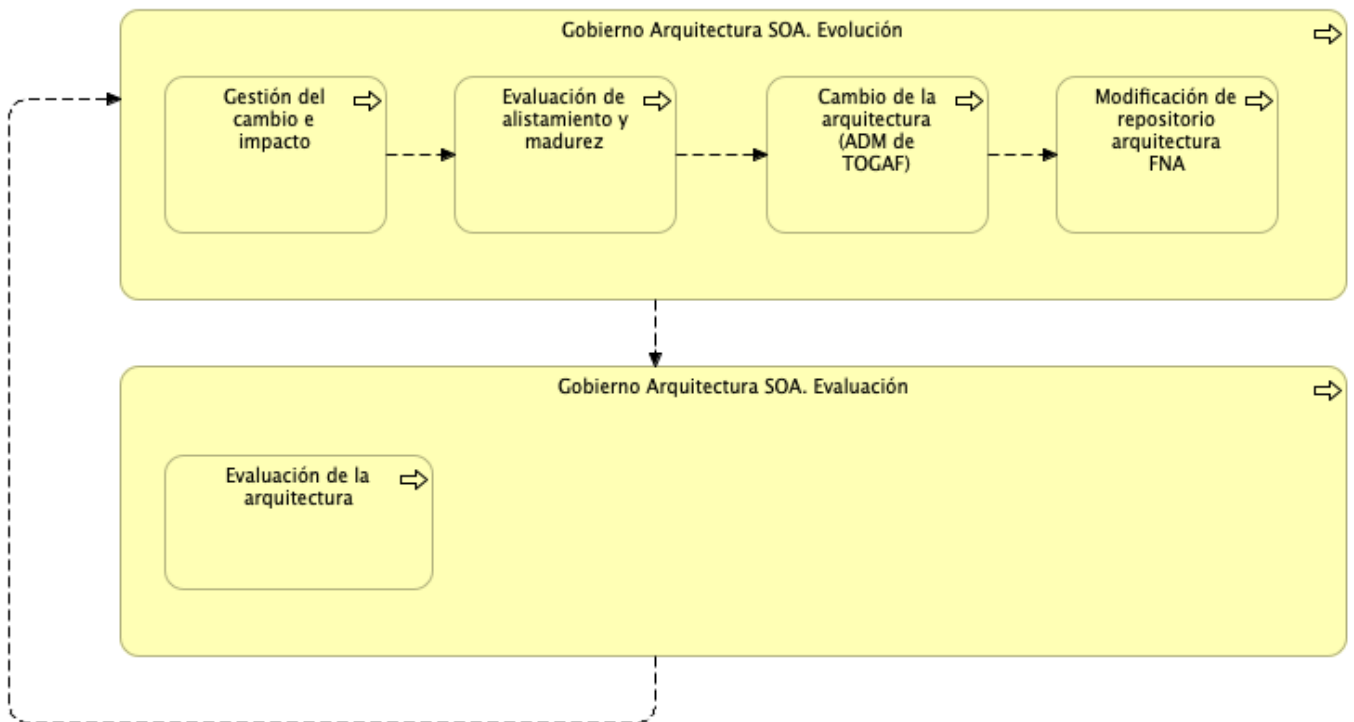 Gobierno Arquitectura SOA. Evolución
Gestión del
cambio e
impacto
Evaluación de
alistamiento y
madurez
Cambio de la
arquitectura
(ADM de
TOGAF)
Modificación de
repositorio
arquitectura
FNA
Gobierno Arquitectura SOA. Evaluación
Evaluación de la
arquitectura